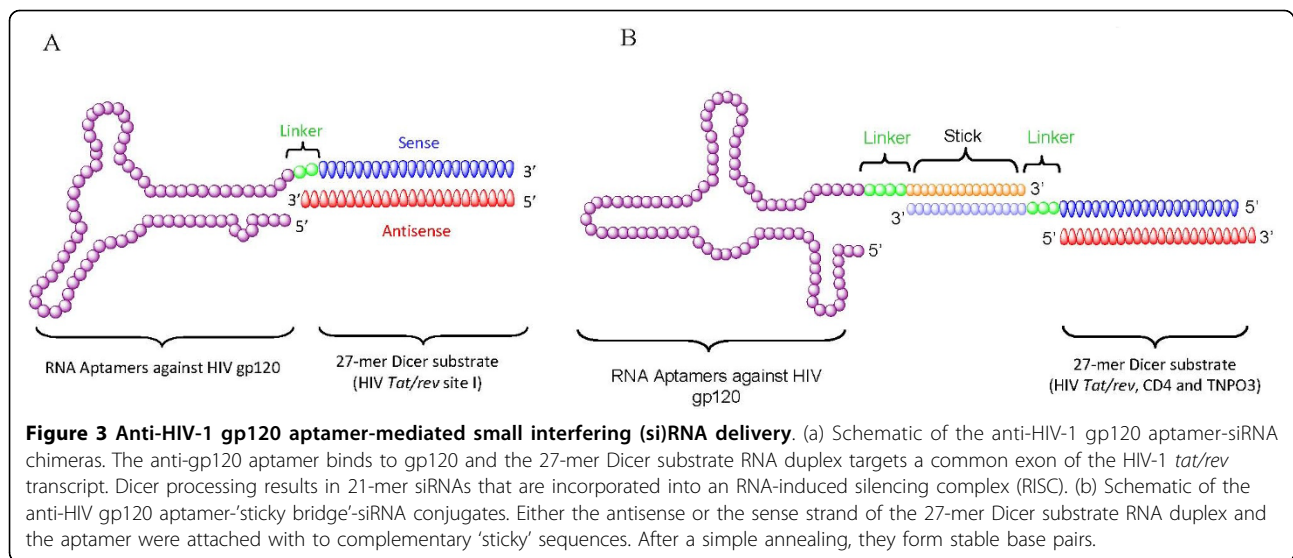 A
B
Linker
Sense
3′
3′
5′
5′
Antisense
RNA Aptamers against HIV gp120
27-mer Dicer substrate
(HIV Tat/rev site I)
Linker
Stick
Linker
3′
3′
5′
5′
3′
5′
RNA Aptamers against HIV
gp120
27-mer Dicer substrate
(HIV Tat/rev, CD4 and TNPO3)
Figure 3 Anti-HIV-1 gp120 aptamer-mediated small interfering (si)RNA delivery. (a) Schematic of the anti-HIV-1 gp120 aptamer-siRNA
chimeras. The anti-gp120 aptamer binds to gp120 and the 27-mer Dicer substrate RNA duplex targets a common exon of the HIV-1 tat/rev
transcript. Dicer processing results in 21-mer siRNAs that are incorporated into an RNA-induced silencing complex (RISC). (b) Schematic of the
anti-HIV gp120 aptamer-‘sticky bridge’-siRNA conjugates. Either the antisense or the sense strand of the 27-mer Dicer substrate RNA duplex and
the aptamer were attached with to complementary ‘sticky’ sequences. After a simple annealing, they form stable base pairs.